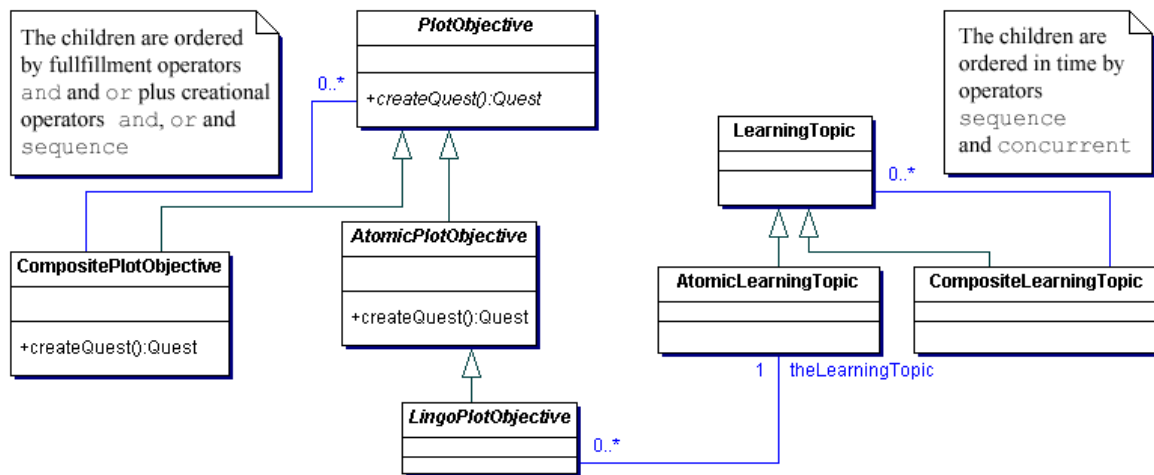 The children are ordered
by fullfillment operators
and and or plus creational
operators and, or and
sequence
PlotObjective
+createQuest():Quest
0..*
CompositePlotObjective
+createQuest():Quest
AtomicPlotObjective
+createQuest():Quest
LingoPlotObjective
0..*
The children are
ordered in time by
operators
sequence
and concurrent
LearningTopic
0..*
AtomicLearningTopic
CompositeLearningTopic
1 theLearningTopic